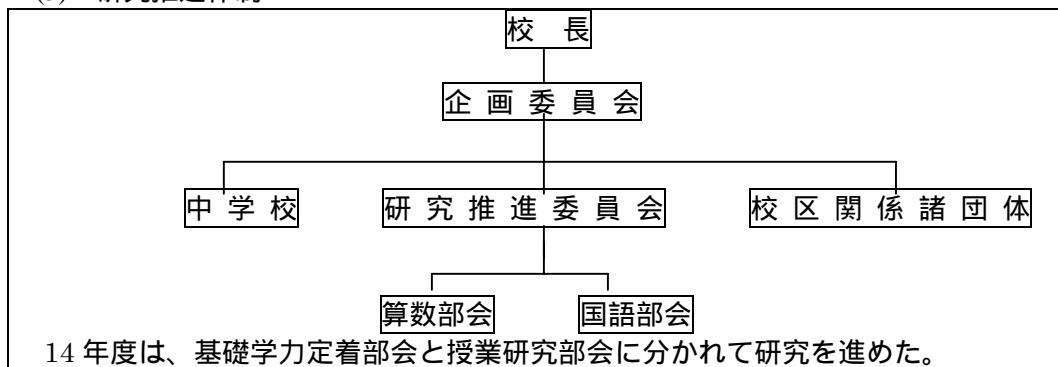 校 長
企 画 委 員 会
中 学 校 研 究 推 進 委 員 会 校 区 関 係 諸 団 体
算数部会 国語部会
14 年度は、基礎学力定着部会と授業研究部会に分かれて研究を進めた。